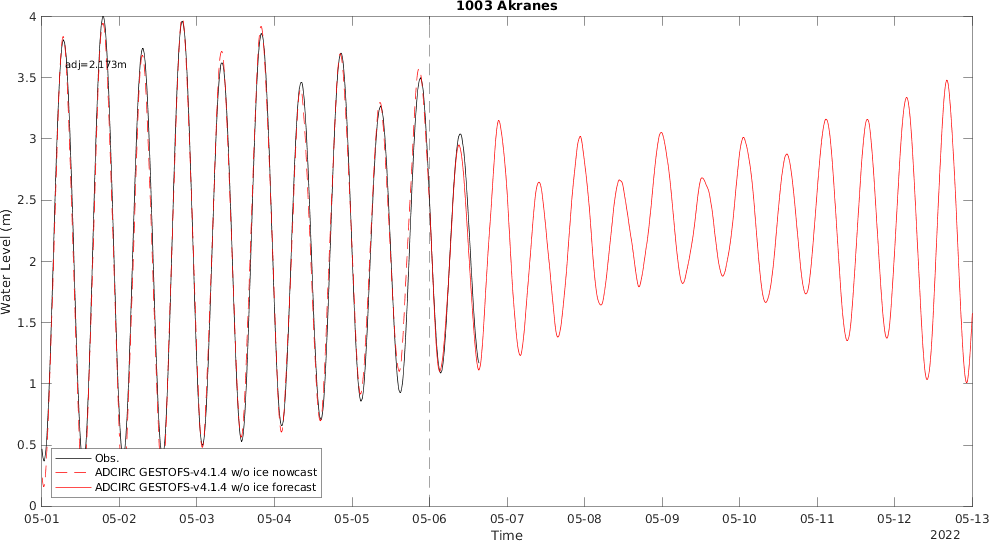 1003 Akranes
4
3.5
3
2.5
2
1.5
1
0.5
0
Water Level (m)
adj=2.173m
Obs.
ADCIRC GESTOFS-v4.1.4 w/o ice nowcast
ADCIRC GESTOFS-v4.1.4 w/o ice forecast
05-01 05-02 05-03 05-04 05-05 05-06 05-07 05-08 05-09 05-10 05-11 05-12 05-13
Time
2022